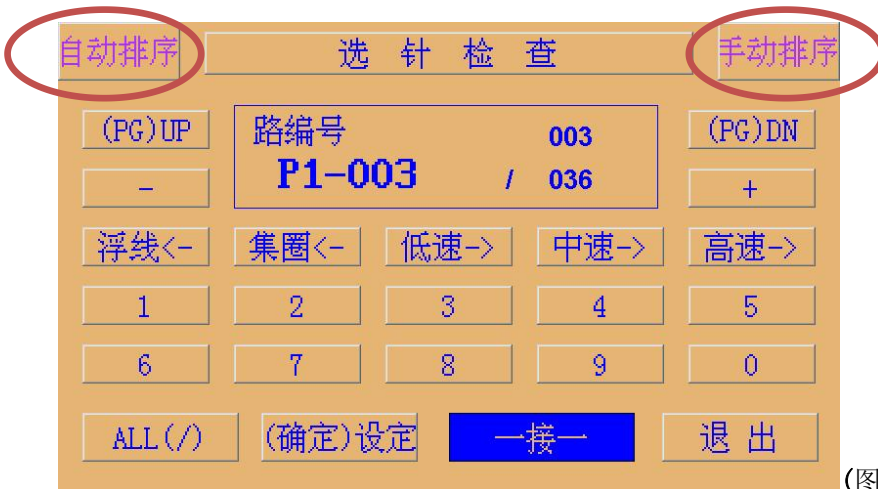 自动排序 选针检查 手动排序
(PG)UP 路编号 003 (PG)DN
- P1-003 / 036 +
浮线<- 集圈<- 低速-> 中速-> 高速->
1 2 3 4 5
6 7 8 9 0
ALL(/) (确定)设定 一接一 退出
(图